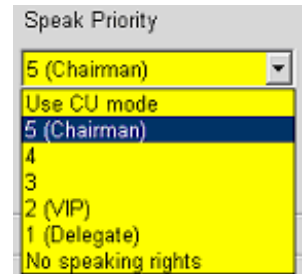 Speak Priority
5 (Chairman)
Use CU mode
5 (Chairman)
4
3
2 (VIP)
1 (Delegate)
No speaking rights